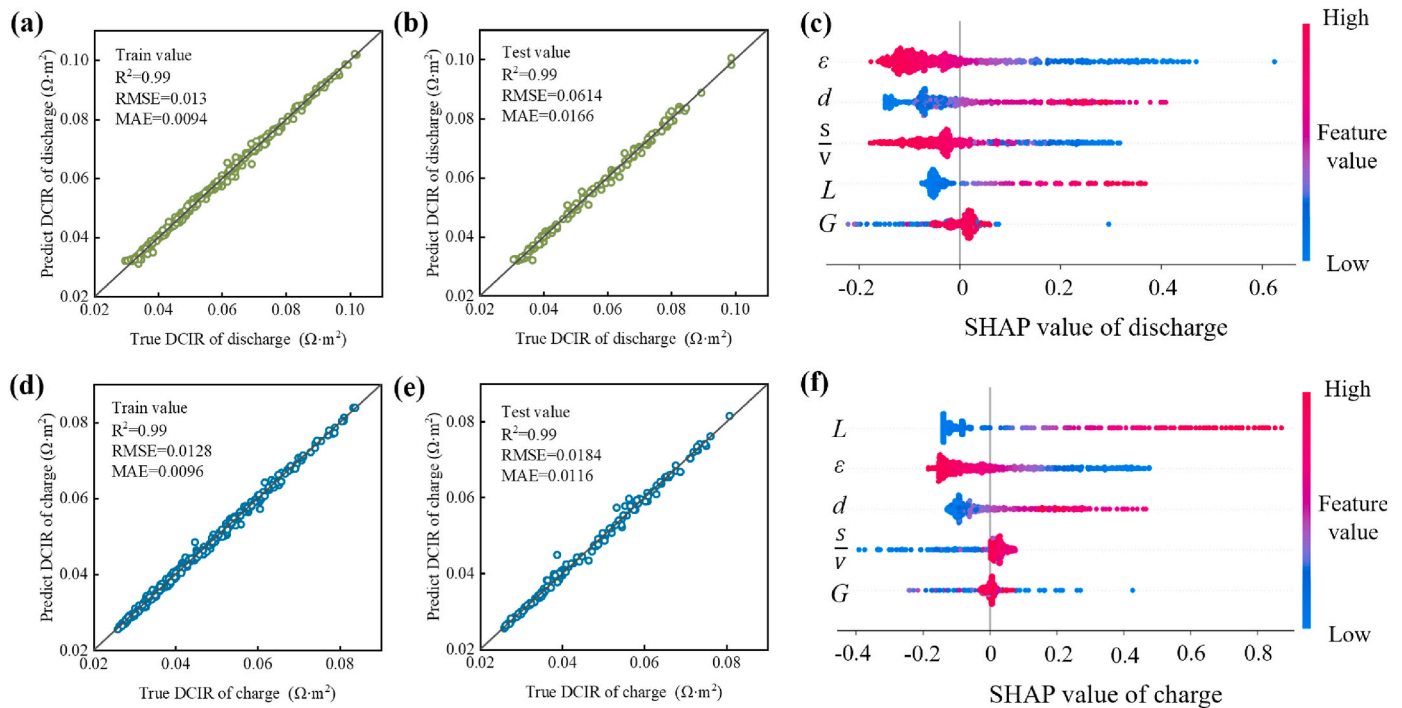 (a)
Train value
R²=0.99
RMSE=0.013
MAE=0.0094
Predict DCIR of discharge (Ω·m²)
0.10
0.08
0.06
0.04
0.02
0.02 0.04 0.06 0.08 0.10
True DCIR of discharge (Ω·m²)
(b)
Test value
R²=0.99
RMSE=0.0614
MAE=0.0166
Predict DCIR of discharge (Ω·m²)
0.10
0.08
0.06
0.04
0.02
0.02 0.04 0.06 0.08 0.10
True DCIR of discharge (Ω·m²)
(c)
ε
d
s
v
L
G
-0.2 0 0.2 0.4 0.6
SHAP value of discharge
High
Feature
value
Low
(d)
Train value
R²=0.99
RMSE=0.0128
MAE=0.0096
Predict DCIR of charge (Ω·m²)
0.08
0.06
0.04
0.02
0.02 0.04 0.06 0.08
True DCIR of charge (Ω·m²)
(e)
Test value
R²=0.99
RMSE=0.0184
MAE=0.0116
Predict DCIR of charge (Ω·m²)
0.08
0.06
0.04
0.02
0.02 0.04 0.06 0.08
True DCIR of charge (Ω·m²)
(f)
L
ε
d
s
v
G
-0.4 -0.2 0 0.2 0.4 0.6 0.8
SHAP value of charge
High
Feature
value
Low